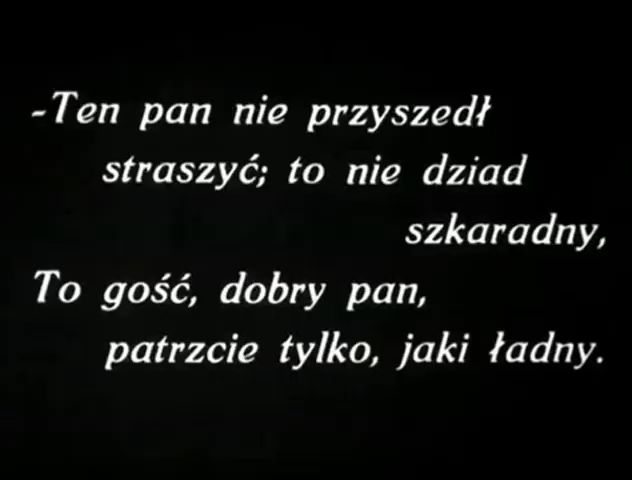 -Ten pan nie przyszedł
straszyć; to nie dziad
szkaradny,
To gość, dobry pan,
patrzcie tylko, jaki ładny.